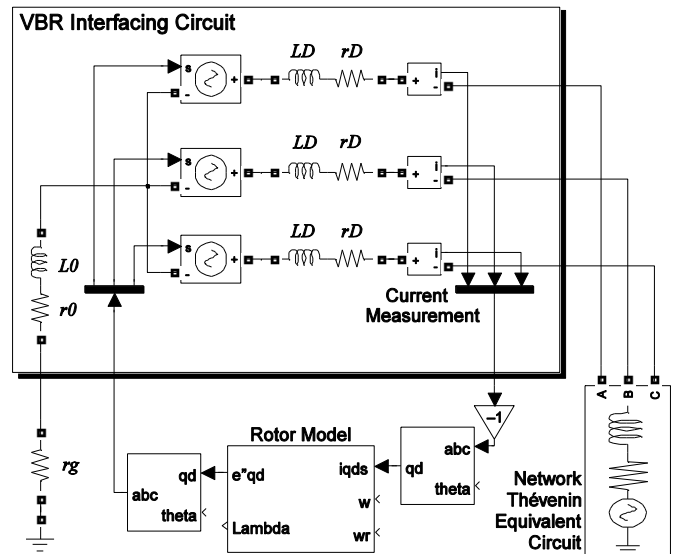 VBR Interfacing Circuit
LD rD
s
+
-
+
i
-
LD rD
s
+
-
+
i
-
LD rD
s
+
-
+
i
-
L0
r0
Current
Measurement
A B C
–1
Rotor Model
rg
qd
abc
theta
e"qd
Lambda
iqds
w
wr
abc
qd
theta
Network
Thévenin
Equivalent
Circuit